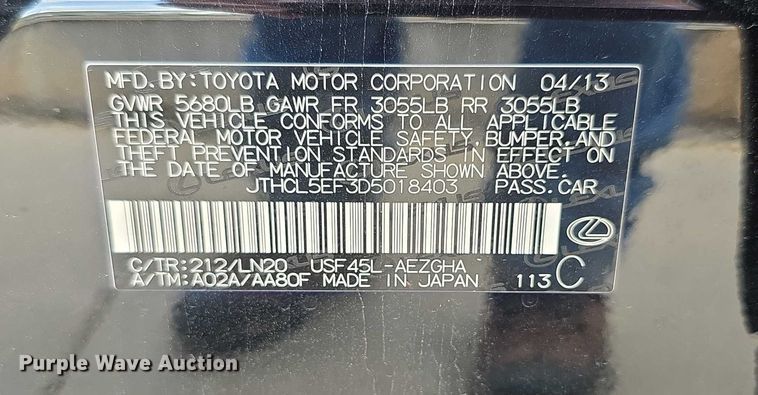 MFD. BY: TOYOTA MOTOR CORPORATION 04/13
GVWR 5680LB GAWR FR 3055LB RR 3055LB
THIS VEHICLE CONFORMS TO ALL APPLICABLE
FEDERAL MOTOR VEHICLE SAFETY, BUMPER, AND
THEFT PREVENTION STANDARDS IN EFFECT ON
THE DATE OF MANUFACTURE SHOWN ABOVE.
JTHCL5EF3D5018403 PASS. CAR
C/TR: 212/LN20 USF45L-AEZGHA
A/TM: A02A/AA80F MADE IN JAPAN 113 C
Purple Wave Auction